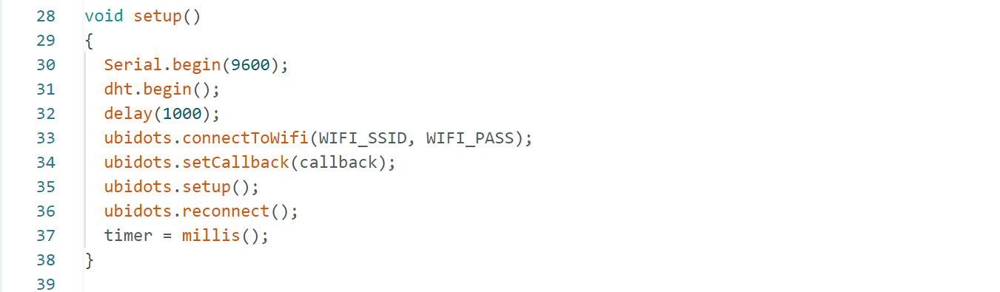 28 void setup()
29 {
30   Serial.begin(9600);
31   dht.begin();
32   delay(1000);
33   ubidots.connectToWifi(WIFI_SSID, WIFI_PASS);
34   ubidots.setCallback(callback);
35   ubidots.setup();
36   ubidots.reconnect();
37   timer = millis();
38 }
39